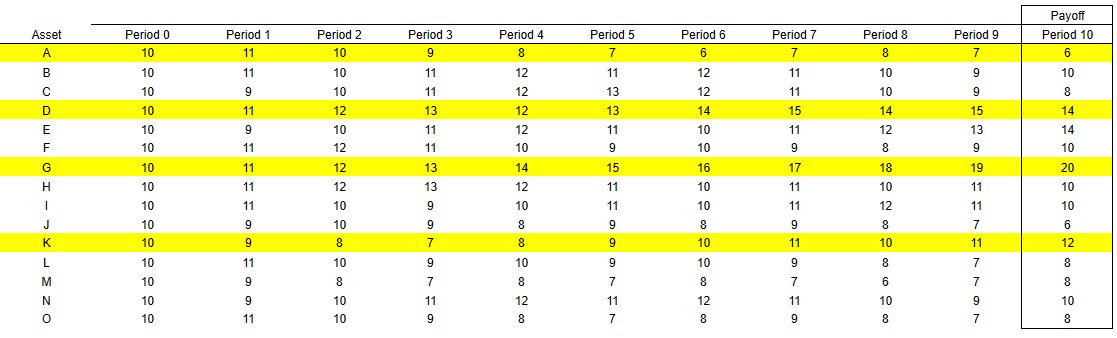 Payoff
Asset Period 0 Period 1 Period 2 Period 3 Period 4 Period 5 Period 6 Period 7 Period 8 Period 9 Period 10
A 10 11 10 9 8 7 6 7 8 7 6
B 10 11 10 11 12 11 12 11 10 9 10
C 10 9 10 11 12 13 12 11 10 9 8
D 10 11 12 13 12 13 14 15 14 15 14
E 10 9 10 11 12 11 10 11 12 13 14
F 10 11 12 11 10 9 10 9 8 9 10
G 10 11 12 13 14 15 16 17 18 19 20
H 10 11 12 13 12 11 10 11 10 11 10
I 10 11 10 9 10 11 10 11 12 11 10
J 10 9 10 9 8 9 8 9 8 7 6
K 10 9 8 7 8 9 10 11 10 11 12
L 10 11 10 9 10 9 10 9 8 7 8
M 10 9 8 7 8 7 8 7 6 7 8
N 10 9 10 11 12 11 12 11 10 9 10
O 10 11 10 9 8 7 8 9 8 7 8